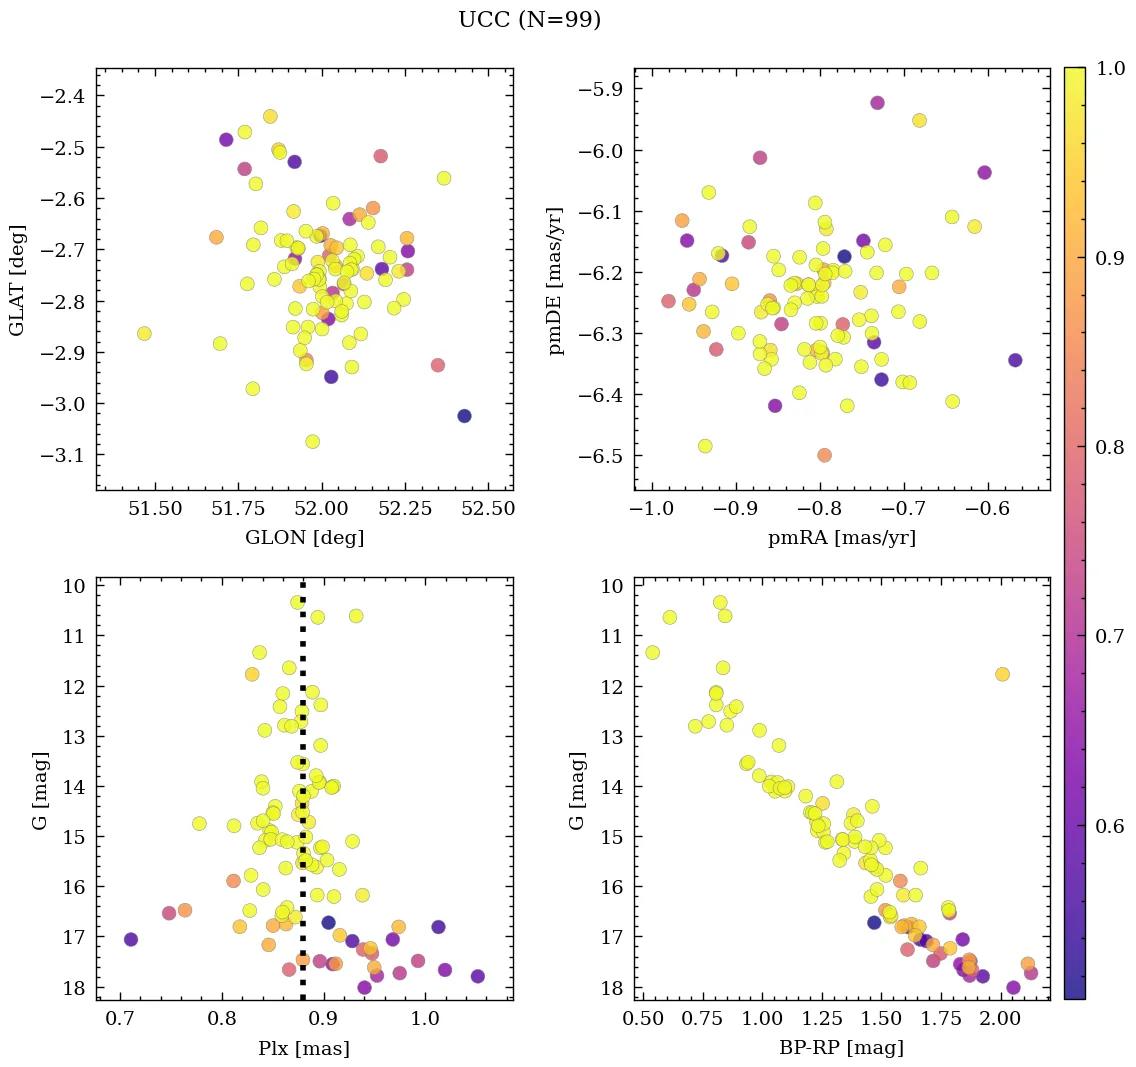 UCC (N=99)
−2.4
−2.5
−2.6
−2.7
−2.8
−2.9
−3.0
−3.1
GLAT [deg]
51.50 51.75 52.00 52.25 52.50
GLON [deg]
−5.9
−6.0
−6.1
−6.2
−6.3
−6.4
−6.5
pmDE [mas/yr]
−1.0 −0.9 −0.8 −0.7 −0.6
pmRA [mas/yr]
10
11
12
13
14
15
16
17
18
G [mag]
0.7 0.8 0.9 1.0
Plx [mas]
10
11
12
13
14
15
16
17
18
G [mag]
0.50 0.75 1.00 1.25 1.50 1.75 2.00
BP-RP [mag]
1.0
0.9
0.8
0.7
0.6